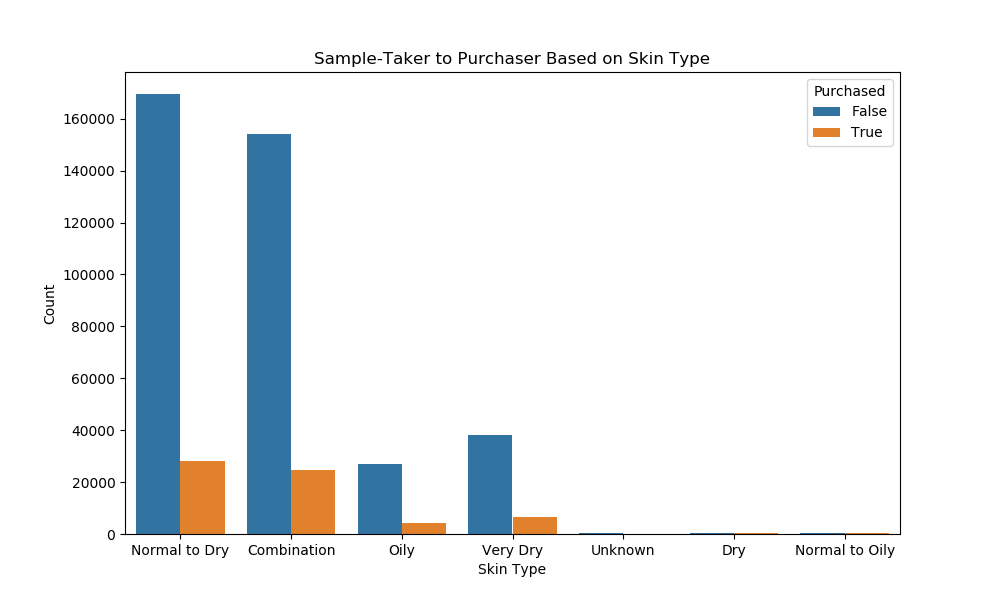 Sample-Taker to Purchaser Based on Skin Type
Purchased
False
True
160000
140000
120000
100000
80000
60000
40000
20000
0
Count
Normal to Dry
Combination
Oily
Very Dry
Unknown
Dry
Normal to Oily
Skin Type